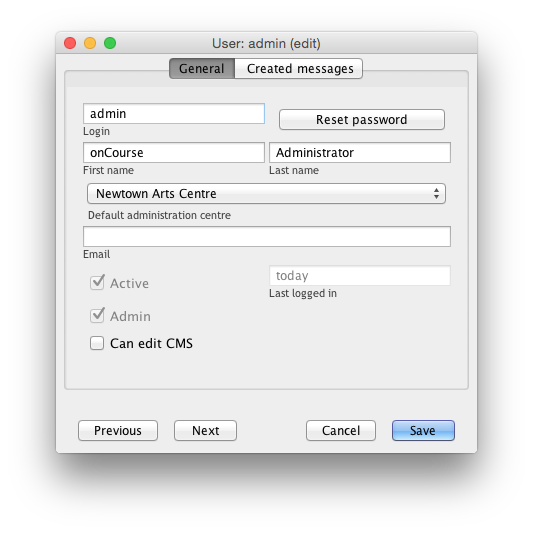 User: admin (edit)
General Created messages
admin
Reset password
Login
onCourse Administrator
First name Last name
Newtown Arts Centre
Default administration centre
Email
Active today
Last logged in
Admin
Can edit CMS
Previous Next Cancel Save